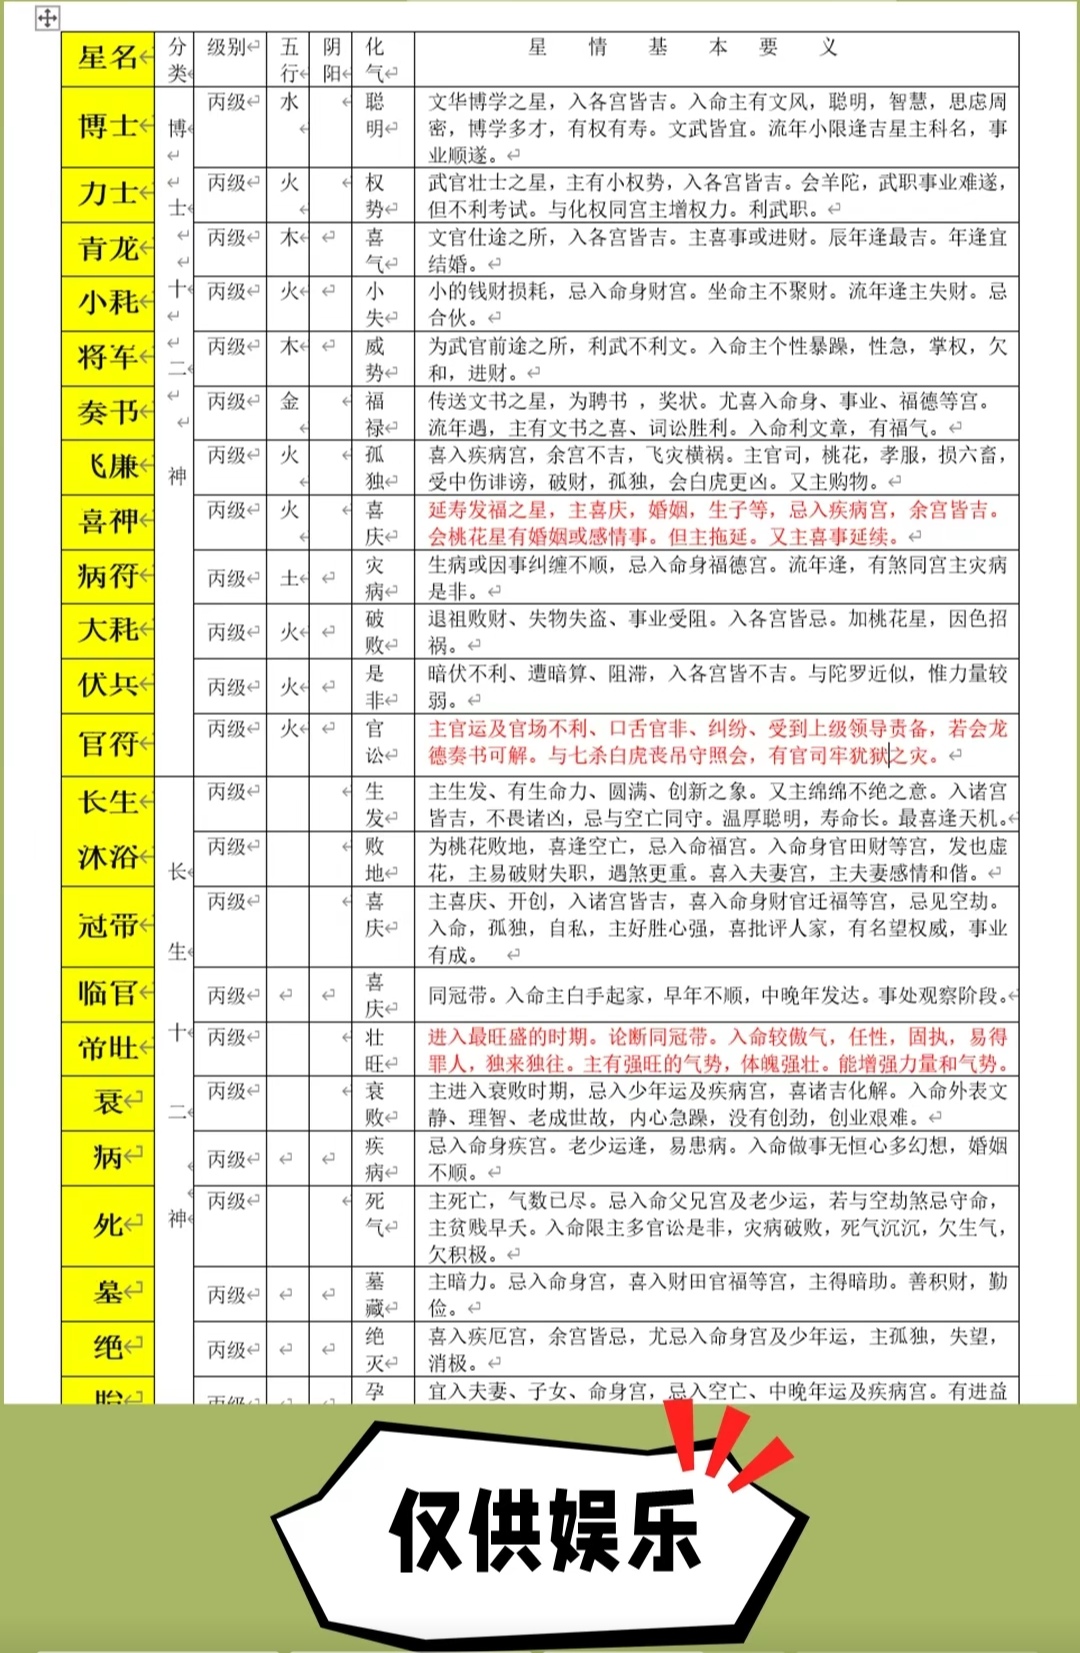 星名 分类 级别 五行 阴阳 化气 星情基本要义
博士 丙级 水 聪明 文华博学之星，入各宫皆吉。入命主有文风，聪明，智慧，思虑周
密，博学多才，有权有寿。文武皆宜。流年小限逢吉星主科名，事
业顺遂。
博士十二神
力士 丙级 火 权势 武官壮士之星，主有小权势，入各宫皆吉。会羊陀，武职事业难遂，
但不利考试。与化权同宫主增权力。利武职。
青龙 丙级 木 喜气 文官仕途之所，入各宫皆吉。主喜事或进财。辰年逢最吉。年逢宜
结婚。
小耗 丙级 火 小失 小的钱财损耗，忌入命身财宫。坐命主不聚财。流年逢主失财。忌
合伙。
将军 丙级 木 威势 为武官前途之所，利武不利文。入命主个性暴躁，性急，掌权，欠
和，进财。
奏书 丙级 金 福禄 传送文书之星，为聘书 ，奖状。尤喜入命身、事业、福德等宫。
流年遇，主有文书之喜、词讼胜利。入命利文章，有福气。
飞廉 丙级 火 孤独 喜入疾病宫，余宫不吉，飞灾横祸。主官司，桃花，孝服，损六畜，
受中伤诽谤，破财，孤独，会白虎更凶。又主购物。
喜神 丙级 火 喜庆 延寿发福之星，主喜庆，婚姻，生子等，忌入疾病宫，余宫皆吉。
会桃花星有婚姻或感情事。但主拖延。又主喜事延续。
病符 丙级 土 灾病 生病或因事纠缠不顺，忌入命身福德宫。流年逢，有煞同宫主灾病
是非。
大耗 丙级 火 破败 退祖败财、失物失盗、事业受阻。入各宫皆忌。加桃花星，因色招
祸。
伏兵 丙级 火 是非 暗伏不利、遭暗算、阻滞，入各宫皆不吉。与陀罗近似，惟力量较
弱。
官符 丙级 火 官讼 主官运及官场不利、口舌官非、纠纷、受到上级领导责备，若会龙
德奏书可解。与七杀白虎丧吊守照会，有官司牢犹狱之灾。
长生 丙级 生发 主生发、有生命力、圆满、创新之象。又主绵绵不绝之意。入诸宫
皆吉，不畏诸凶，忌与空亡同守。温厚聪明，寿命长。最喜逢天机。
长生十二神
沐浴 丙级 败地 为桃花败地，喜逢空亡，忌入命福宫。入命身官田财等宫，发也虚
花，主易破财失职，遇煞更重。喜入夫妻宫，主夫妻感情和偕。
冠带 丙级 喜庆 主喜庆、开创，入诸宫皆吉，喜入命身财官迁福等宫，忌见空劫。
入命，孤独，自私，主好胜心强，喜批评人家，有名望权威，事业
有成。
临官 丙级 喜庆 同冠带。入命主白手起家，早年不顺，中晚年发达。事处观察阶段。
帝旺 丙级 壮旺 进入最旺盛的时期。论断同冠带。入命较傲气，任性，固执，易得
罪人，独来独往。主有强旺的气势，体魄强壮。能增强力量和气势。
衰 丙级 衰败 主进入衰败时期，忌入少年运及疾病宫，喜诸吉化解。入命外表文
静、理智、老成世故，内心急躁，没有创劲，创业艰难。
病 丙级 疾病 忌入命身疾宫。老少运逢，易患病。入命做事无恒心多幻想，婚姻
不顺。
死 丙级 死气 主死亡，气数已尽。忌入命父兄宫及老少运，若与空劫煞忌守命，
主贫贱早夭。入命限主多官讼是非，灾病破败，死气沉沉，欠生气，
欠积极。
墓 丙级 墓藏 主暗力。忌入命身宫，喜入财田官福等宫，主得暗助。善积财，勤
俭。
绝 丙级 绝灭 喜入疾厄宫，余宫皆忌，尤忌入命身宫及少年运，主孤独，失望，
消极。
胎 丙级 孕 宜入夫妻、子女、命身宫，忌入空亡、中晚年运及疾病宫。有进益
仅供娱乐